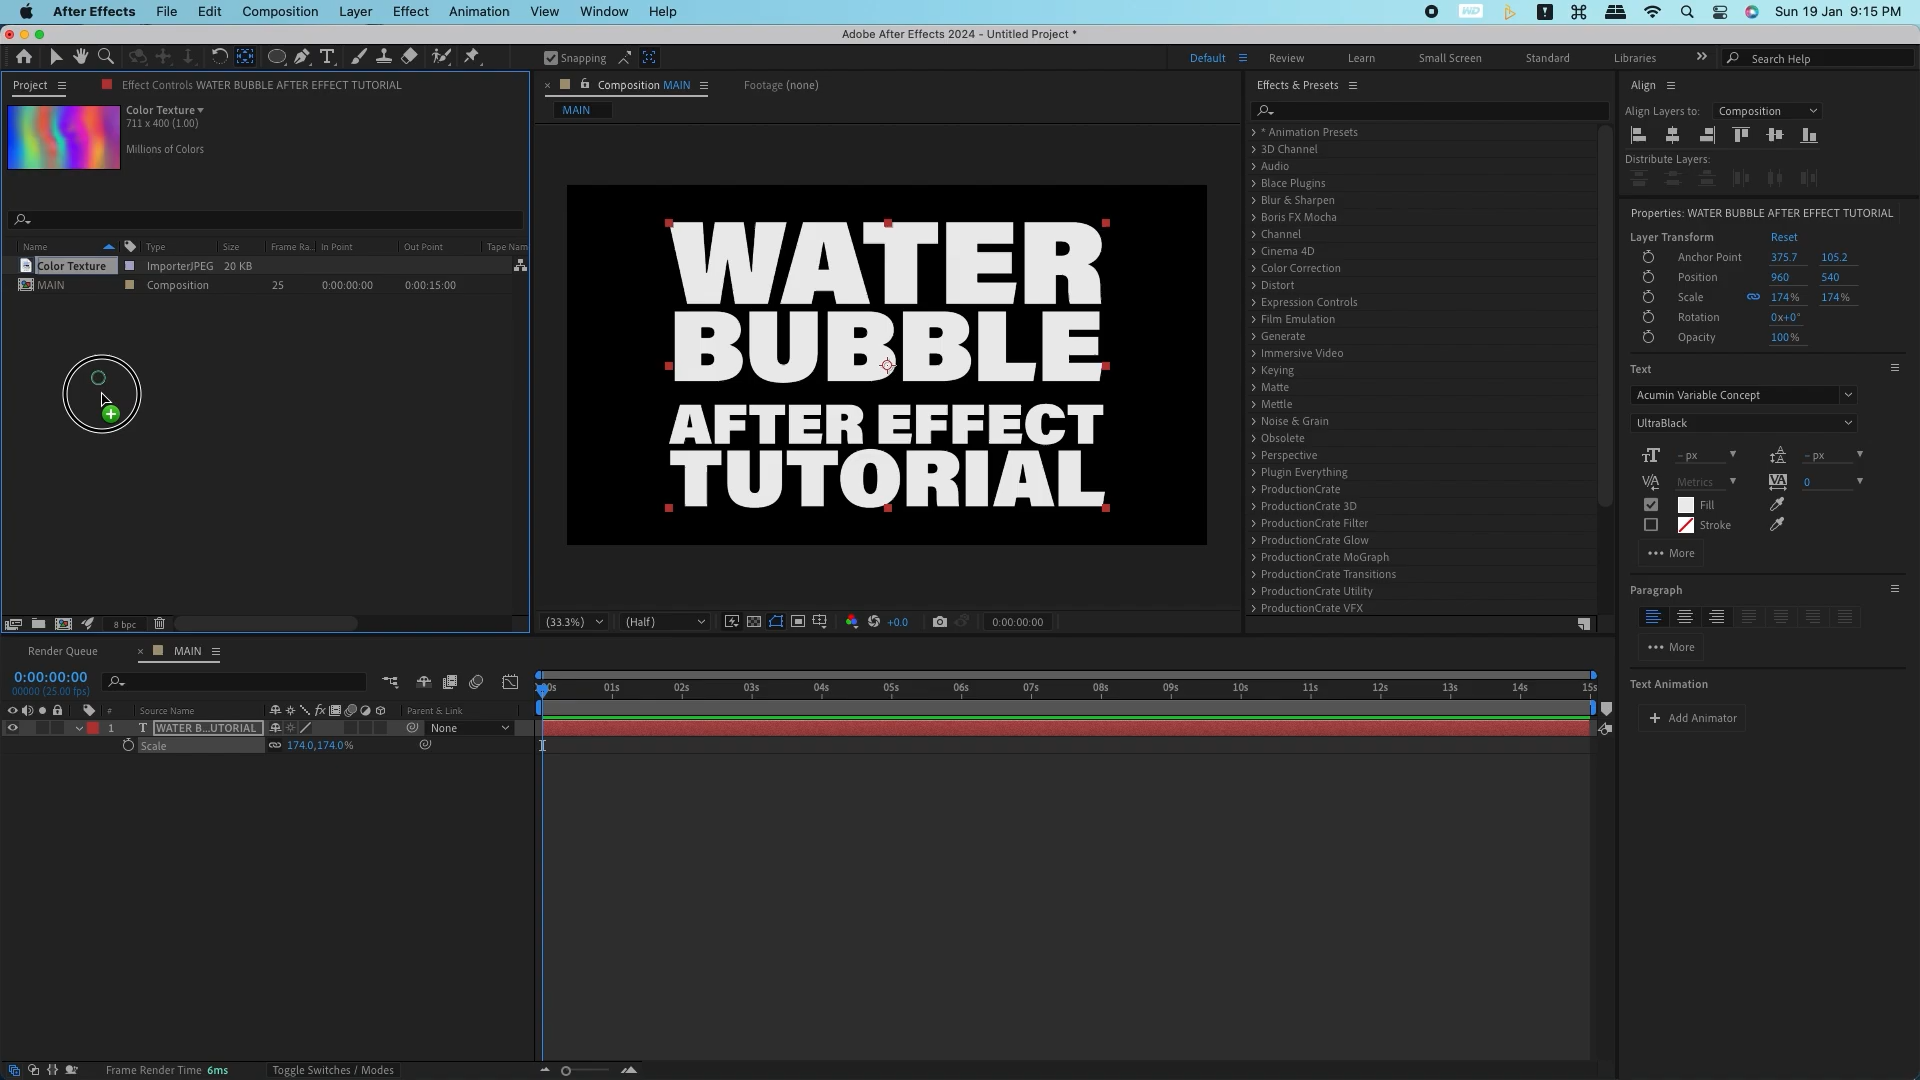 After Effects File Edit Composition Layer Effect Animation View Window Help
Sun 19 Jan 9:15 PM
Adobe After Effects 2024 - Untitled Project *
Snapping
Default Review Learn Small Screen Standard Libraries
Search Help
Project
Effect Controls WATER BUBBLE AFTER EFFECT TUTORIAL
Color Texture
711 x 400 (1.00)
Millions of Colors
Name Type Size Frame Ra... In Point Out Point Tape Nam
Color Texture ImporterJPEG 20 KB
MAIN Composition 25 0:00:00:00 0:00:15:00
8 bpc
Composition MAIN
Footage (none)
MAIN
WATER
BUBBLE
AFTER EFFECT
TUTORIAL
(33.3%) (Half) +0.0 0:00:00:00
Effects & Presets
* Animation Presets
3D Channel
Audio
Blace Plugins
Blur & Sharpen
Boris FX Mocha
Channel
Cinema 4D
Color Correction
Distort
Expression Controls
Film Emulation
Generate
Immersive Video
Keying
Matte
Mettle
Noise & Grain
Obsolete
Perspective
Plugin Everything
ProductionCrate
ProductionCrate 3D
ProductionCrate Filter
ProductionCrate Glow
ProductionCrate MoGraph
ProductionCrate Transitions
ProductionCrate Utility
ProductionCrate VFX
Align
Align Layers to: Composition
Distribute Layers:
Properties: WATER BUBBLE AFTER EFFECT TUTORIAL
Layer Transform Reset
Anchor Point 375.7 105.2
Position 960 540
Scale 174% 174%
Rotation 0x+0°
Opacity 100%
Text
Acumin Variable Concept
UltraBlack
- px - px
Metrics 0
Fill
Stroke
More
Paragraph
More
Text Animation
Add Animator
Render Queue
MAIN
0:00:00:00
00000 (25.00 fps)
# Source Name fx Parent & Link
1 T WATER B...UTORIAL None
Scale 174.0,174.0%
01s 02s 03s 04s 05s 06s 07s 08s 09s 10s 11s 12s 13s 14s 15s
Frame Render Time 6ms
Toggle Switches / Modes